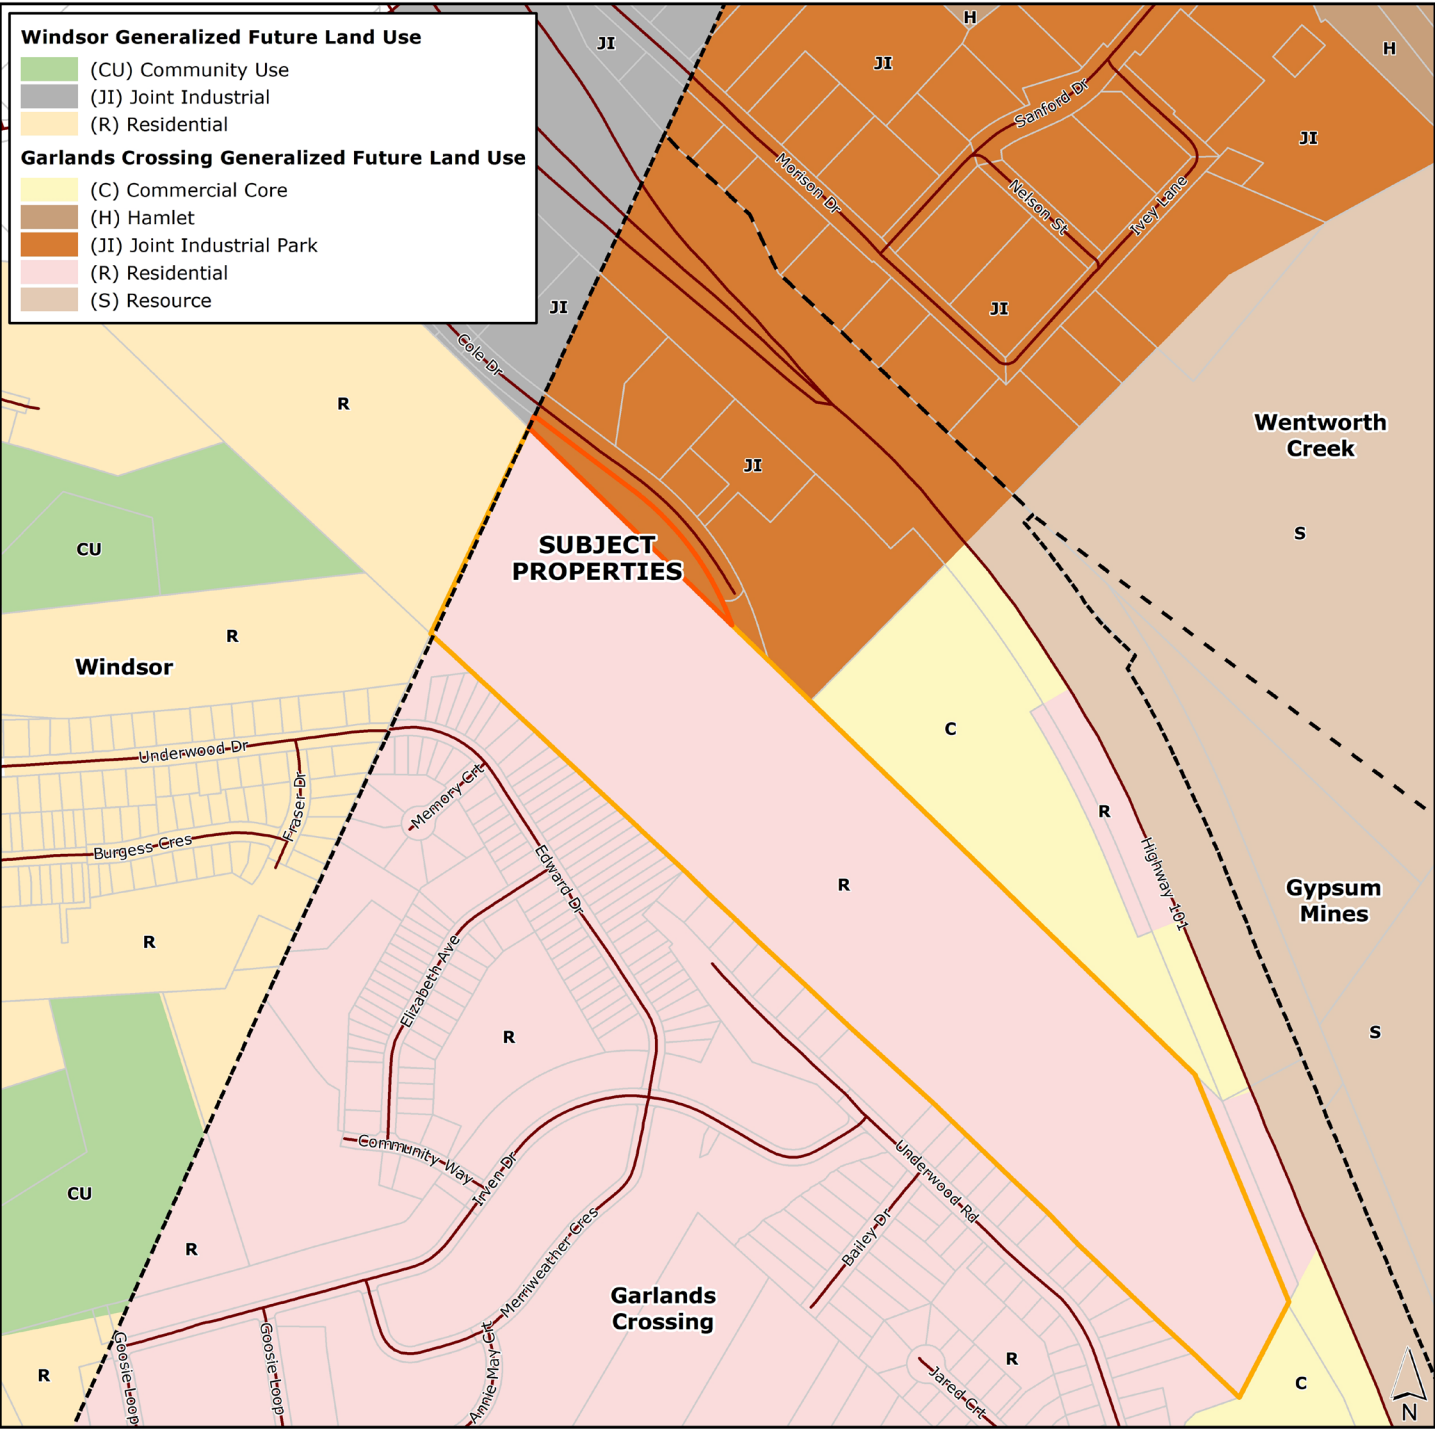 Windsor Generalized Future Land Use
(CU) Community Use
(JI) Joint Industrial
(R) Residential
Garlands Crossing Generalized Future Land Use
(C) Commercial Core
(H) Hamlet
(JI) Joint Industrial Park
(R) Residential
(S) Resource
JI
H
JI
H
JI
Sanford Dr
Morison Dr
Nelson St
Ivey Lane
JI
JI
Cole Dr
R
Wentworth
Creek
JI
S
CU
SUBJECT
PROPERTIES
R
Windsor
C
Underwood Dr
Memory Crt
Fraser Dr
Burgess Cres
R
Highway 101
Edward Dr
R
Gypsum
Mines
R
Elizabeth Ave
R
S
Community Way
Irven Dr
Underwood Rd
CU
R
Bailey Dr
Merriweather Cres
Garlands
Crossing
R
Goosie Loop
Goosie Loop
Annie May Crt
R
Jared Crt
C
N